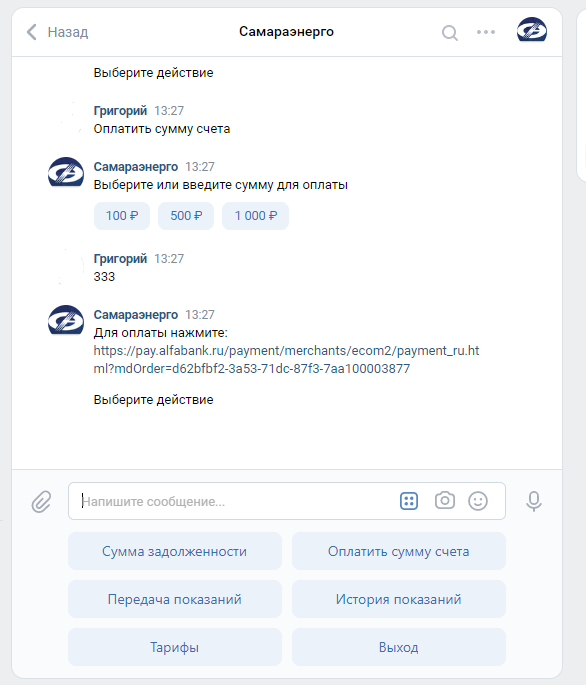 Назад
Самараэнерго
Выберите действие
Григорий 13:27
Оплатить сумму счета
Самараэнерго 13:27
Выберите или введите сумму для оплаты
100 ₽ 500 ₽ 1 000 ₽
Григорий 13:27
333
Самараэнерго 13:27
Для оплаты нажмите:
https://pay.alfabank.ru/payment/merchants/ecom2/payment_ru.ht
ml?mdOrder=d62bfbf2-3a53-71dc-87f3-7aa100003877
Выберите действие
Напишите сообщение...
Сумма задолженности Оплатить сумму счета
Передача показаний История показаний
Тарифы Выход